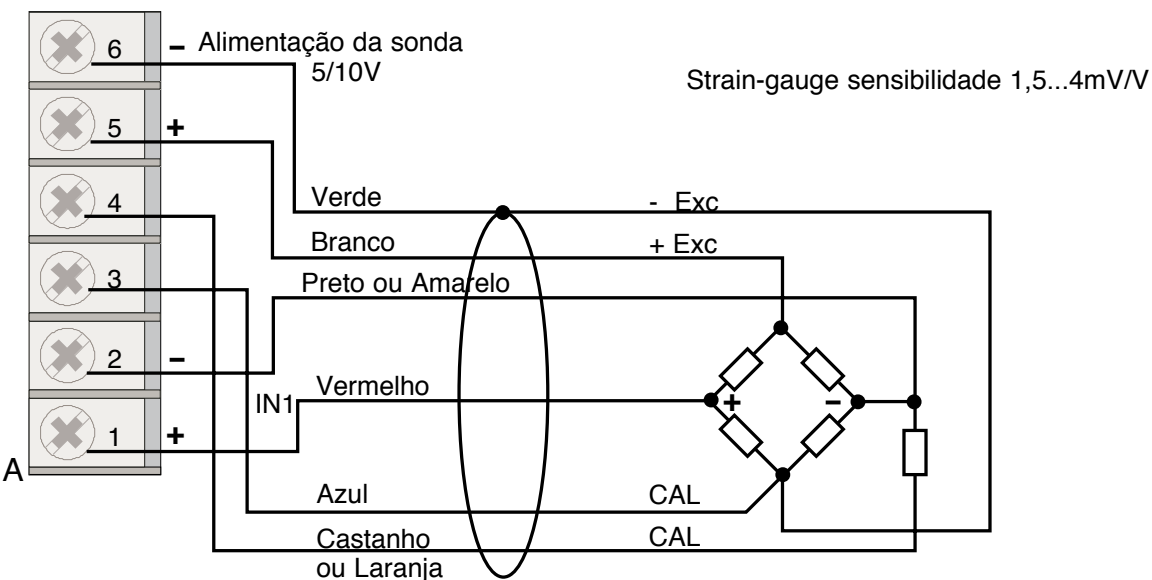 6
− Alimentação da sonda
5/10V
Strain-gauge sensibilidade 1,5...4mV/V
5
+
4
Verde
- Exc
Branco
+ Exc
3
Preto ou Amarelo
2
−
Vermelho
IN1
+
−
1
+
A
Azul
CAL
Castanho
ou Laranja
CAL